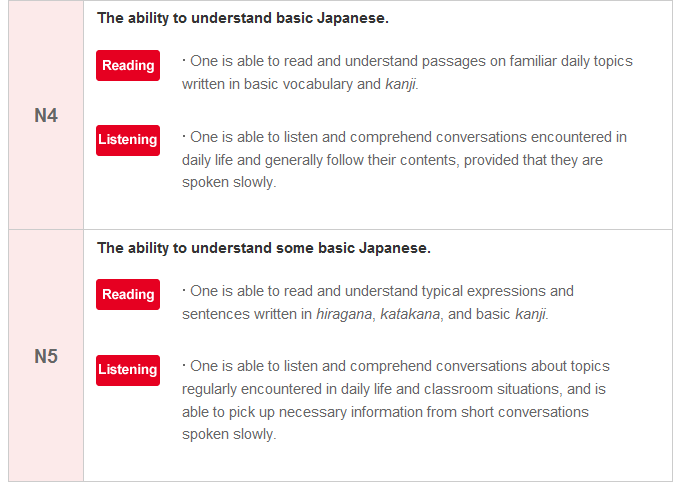 N4
The ability to understand basic Japanese.
Reading
・One is able to read and understand passages on familiar daily topics
written in basic vocabulary and kanji.
Listening
・One is able to listen and comprehend conversations encountered in
daily life and generally follow their contents, provided that they are
spoken slowly.
N5
The ability to understand some basic Japanese.
Reading
・One is able to read and understand typical expressions and
sentences written in hiragana, katakana, and basic kanji.
Listening
・One is able to listen and comprehend conversations about topics
regularly encountered in daily life and classroom situations, and is
able to pick up necessary information from short conversations
spoken slowly.